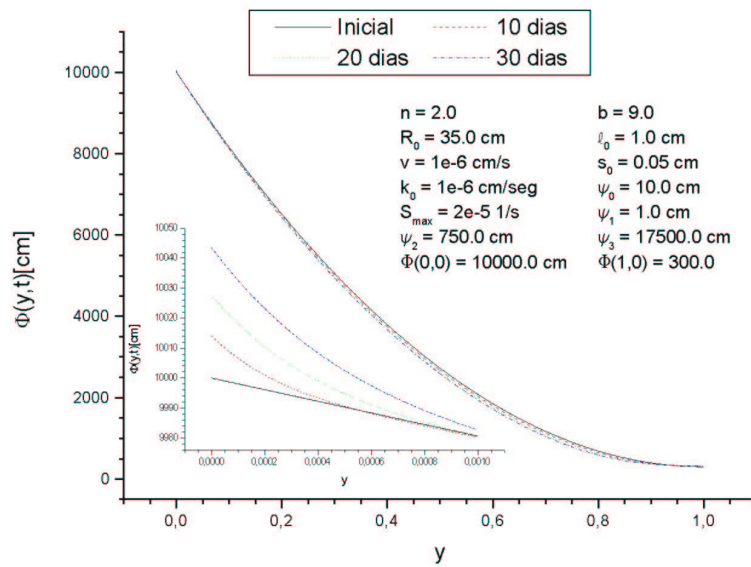 Inicial 10 dias
20 dias 30 dias
n = 2.0 b = 9.0
R₀ = 35.0 cm ℓ₀ = 1.0 cm
v = 1e-6 cm/s s₀ = 0.05 cm
k₀ = 1e-6 cm/seg ψ₀ = 10.0 cm
Sₘₐₓ = 2e-5 1/s ψ₁ = 1.0 cm
ψ₂ = 750.0 cm ψ₃ = 17500.0 cm
Φ(0,0) = 10000.0 cm Φ(1,0) = 300.0
Φ(y,t)[cm]
10000
8000
6000
4000
2000
0
0,0 0,2 0,4 0,6 0,8 1,0
y
Φ(y,t)[cm]
10050
10040
10030
10020
10010
10000
9990
9980
0,0000 0,0002 0,0004 0,0006 0,0008 0,0010
y